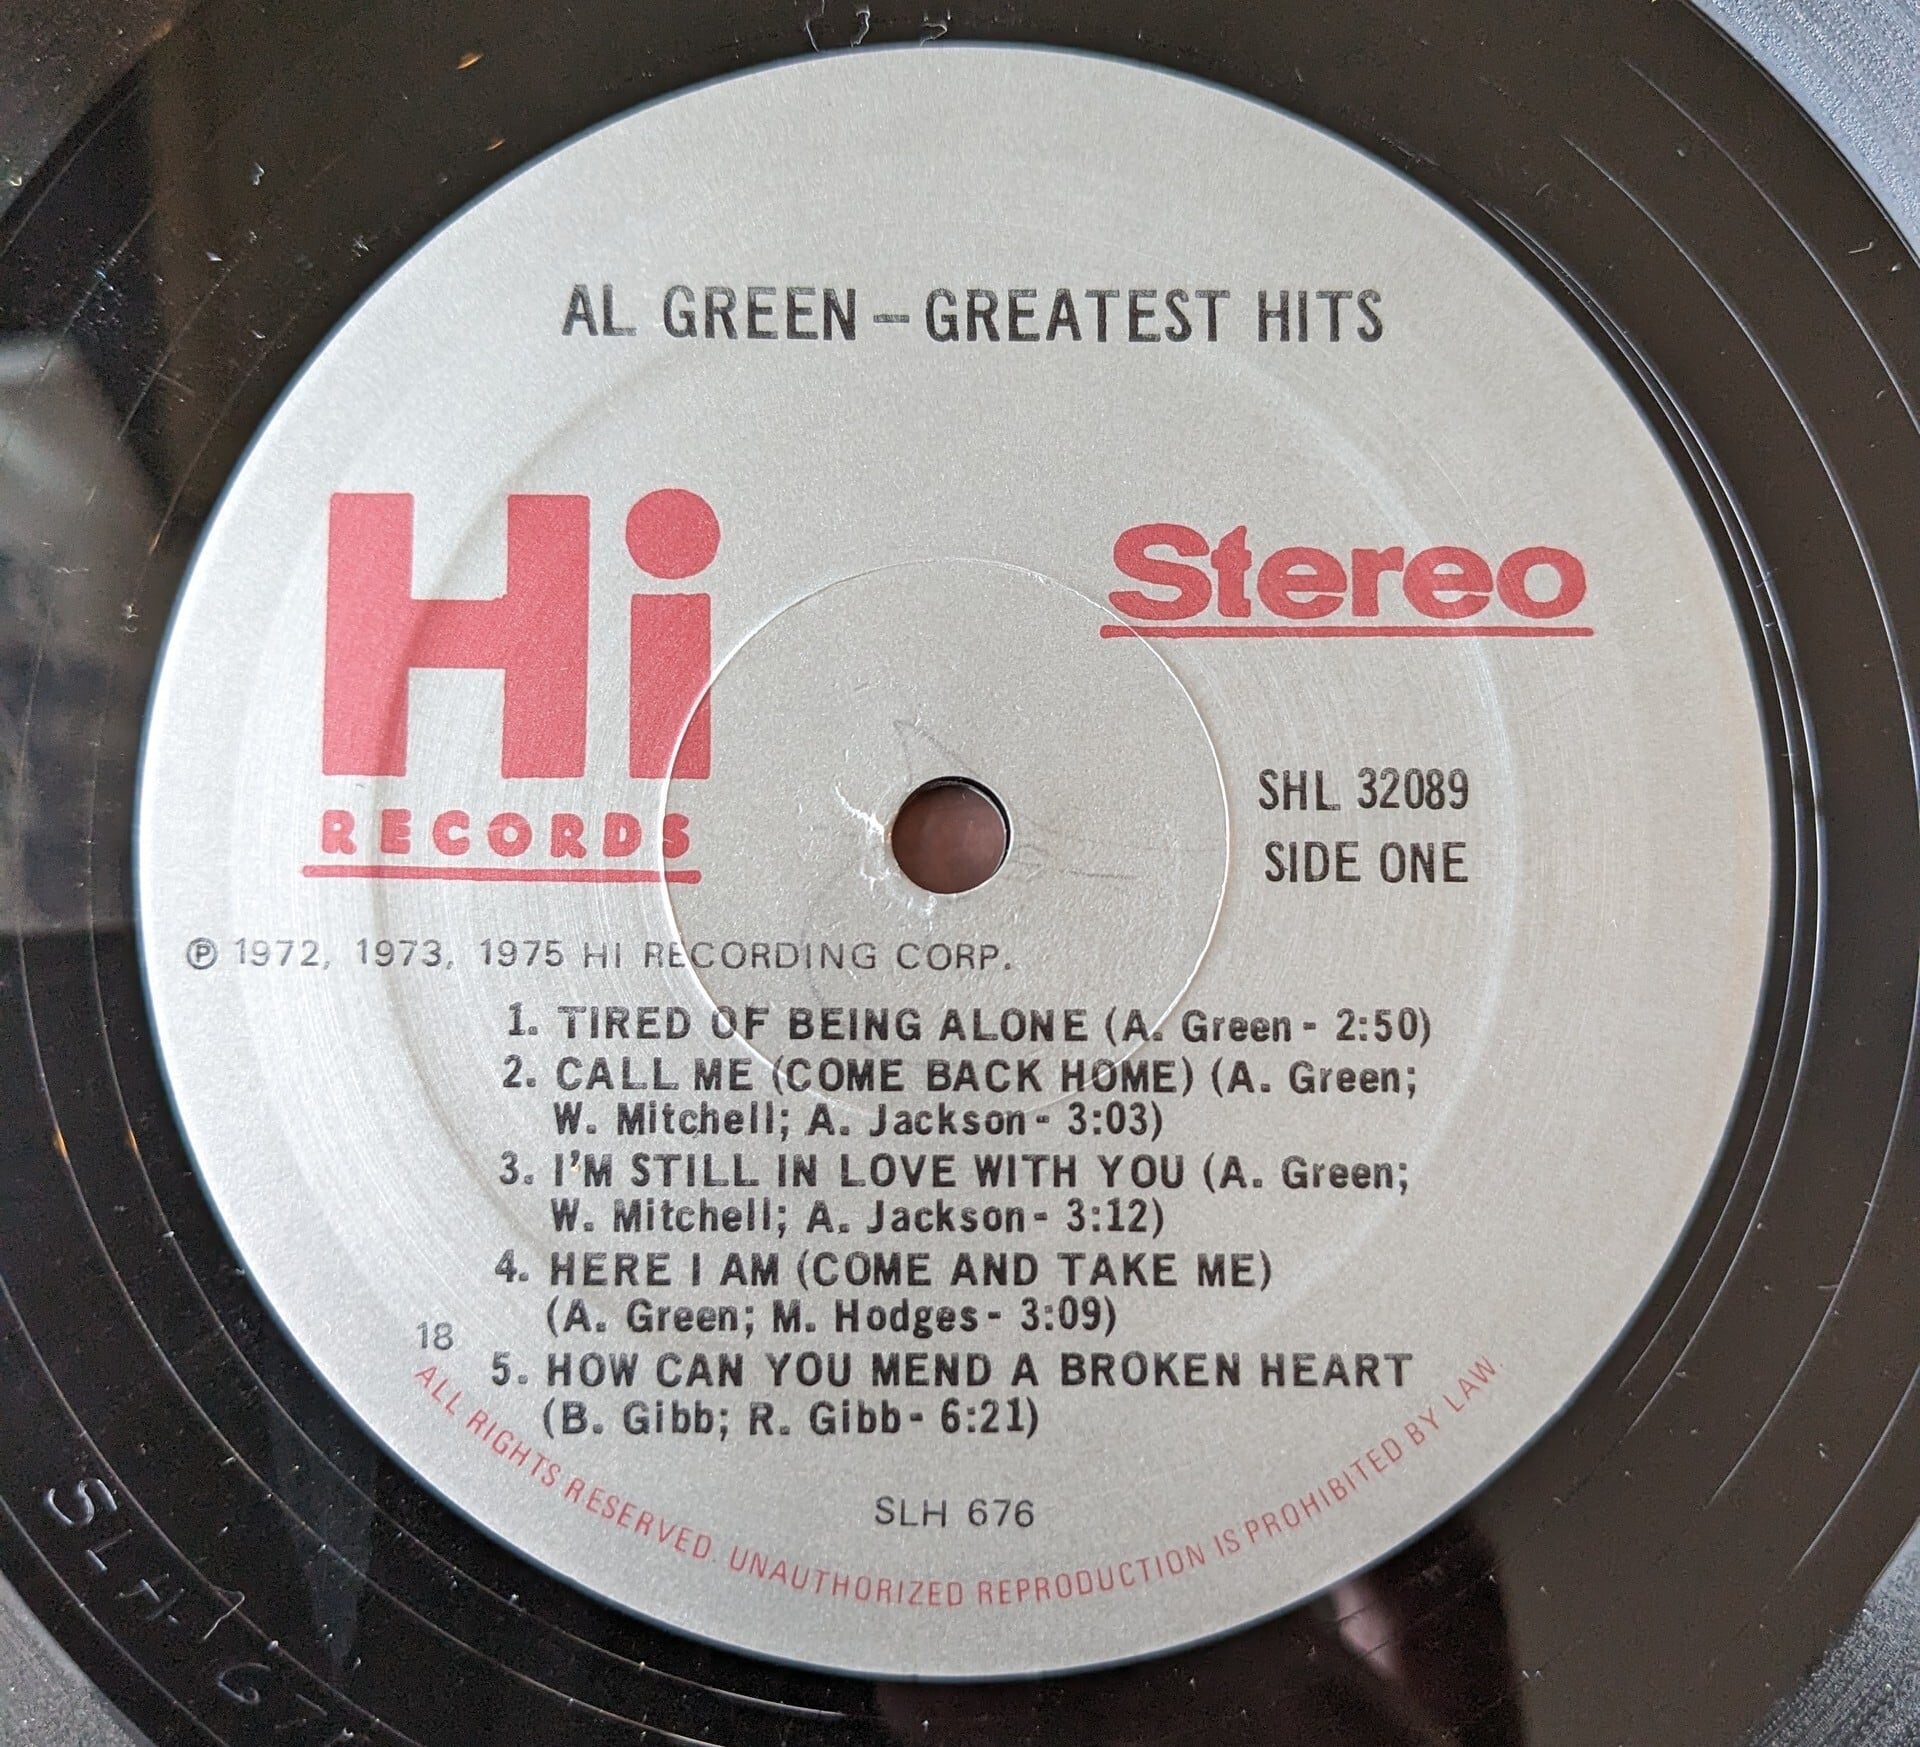 AL GREEN – GREATEST HITS
Hi
RECORDS
Stereo
SHL 32089
SIDE ONE
℗ 1972, 1973, 1975 HI RECORDING CORP.
1. TIRED OF BEING ALONE (A. Green - 2:50)
2. CALL ME (COME BACK HOME) (A. Green;
W. Mitchell; A. Jackson - 3:03)
3. I'M STILL IN LOVE WITH YOU (A. Green;
W. Mitchell; A. Jackson - 3:12)
4. HERE I AM (COME AND TAKE ME)
(A. Green; M. Hodges - 3:09)
18
5. HOW CAN YOU MEND A BROKEN HEART
(B. Gibb; R. Gibb - 6:21)
SLH 676
ALL RIGHTS RESERVED. UNAUTHORIZED REPRODUCTION IS PROHIBITED BY LAW.
SLH 67